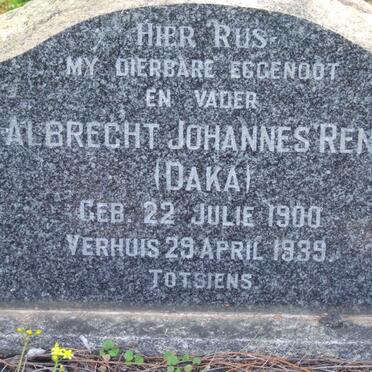 HIER RUS
MY DIERBARE EGGENOOT
EN VADER
ALBRECHT JOHANNES REN
(DAKA)
GEB. 22 JULIE 1900
VERHUIS 29 APRIL 1939
TOTSIENS